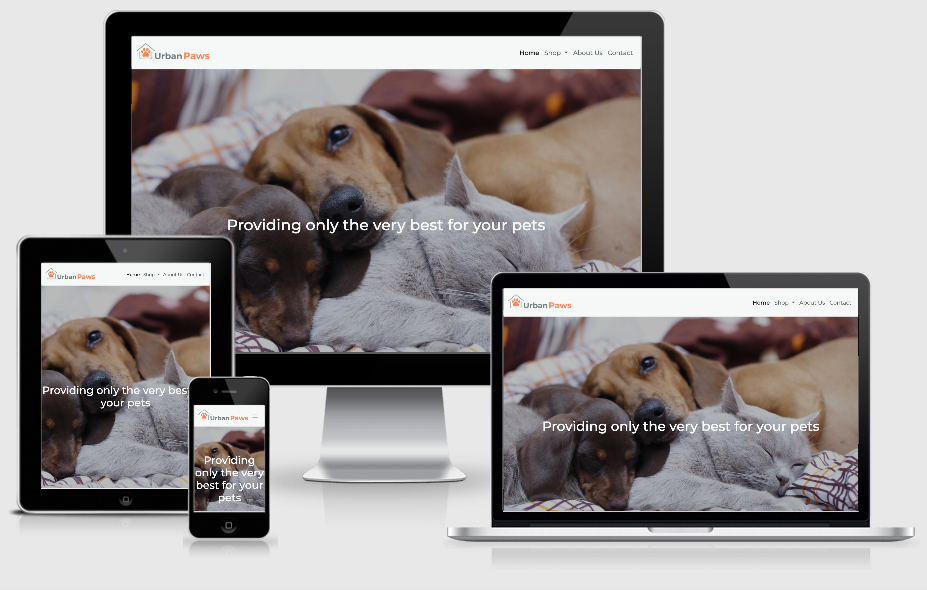 Urban Paws
Home Shop About Us Contact
Providing only the very best for your pets
Urban Paws
Home Shop About Us Contact
Providing only the very best
your pets
Urban Paws
Providing
only the very
best for your
pets
Urban Paws
Home Shop About Us Contact
Providing only the very best for your pets